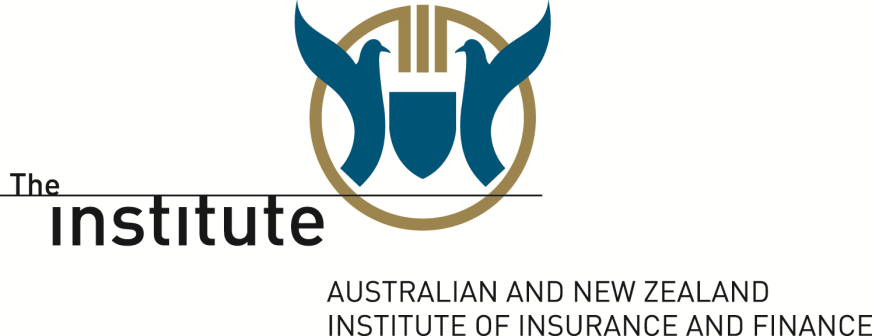 The
institute
AUSTRALIAN AND NEW ZEALAND
INSTITUTE OF INSURANCE AND FINANCE